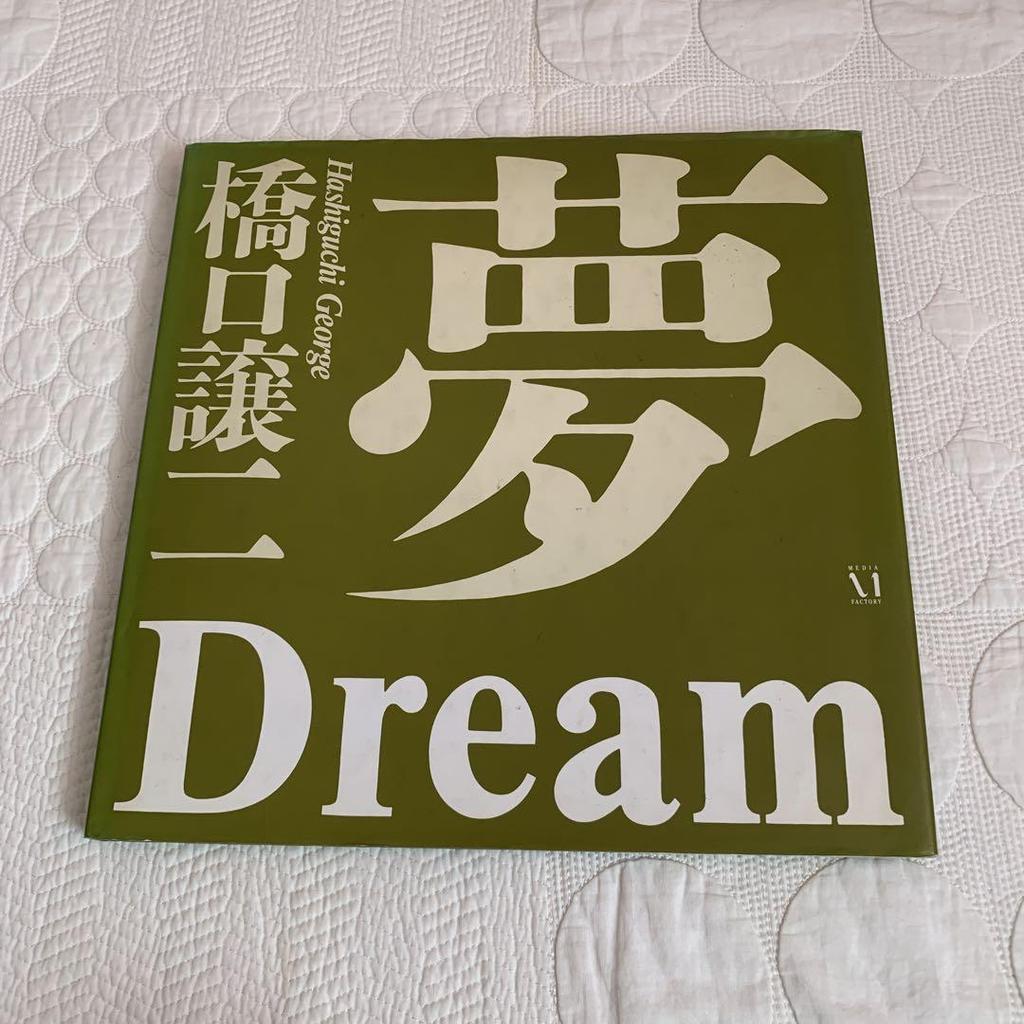 夢
橋口譲二
Hashiguchi George
MEDIA
FACTORY
Dream